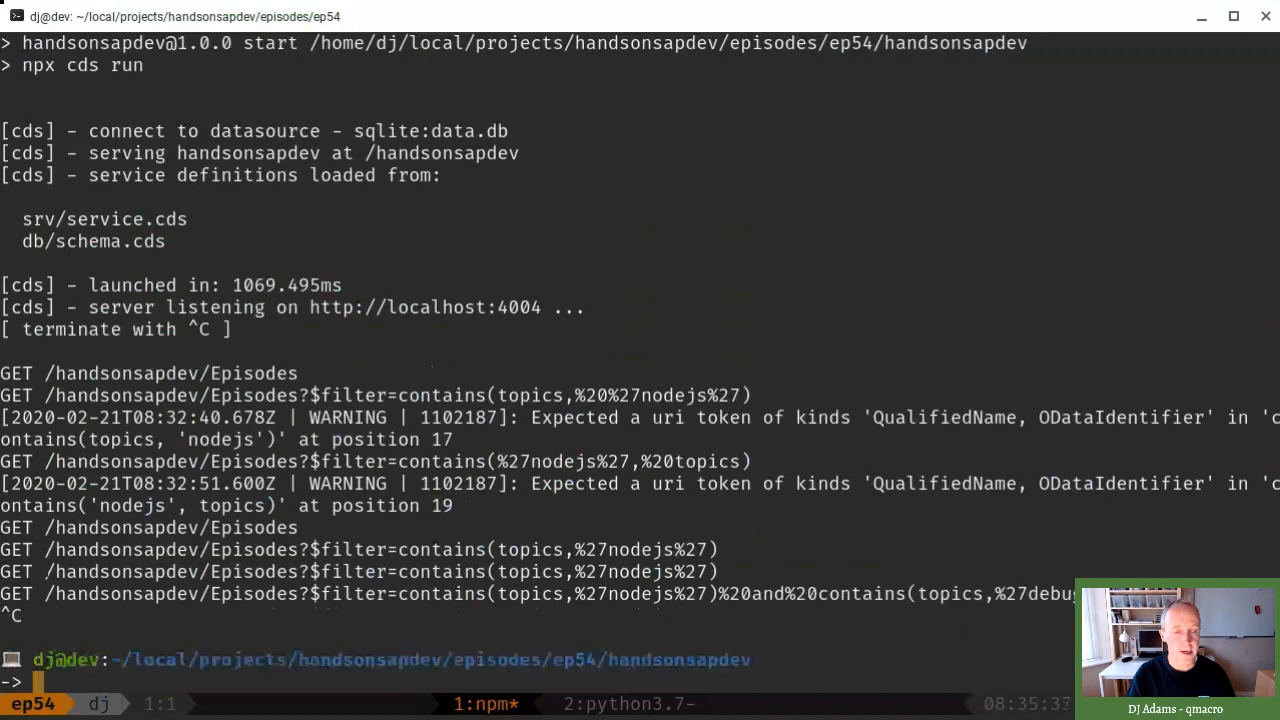 dj@dev: ~/local/projects/handsonsapdev/episodes/ep54
> handsonsapdev@1.0.0 start /home/dj/local/projects/handsonsapdev/episodes/ep54/handsonsapdev
> npx cds run
[cds] - connect to datasource - sqlite:data.db
[cds] - serving handsonsapdev at /handsonsapdev
[cds] - service definitions loaded from:
srv/service.cds
db/schema.cds
[cds] - launched in: 1069.495ms
[cds] - server listening on http://localhost:4004 ...
[ terminate with ^C ]
GET /handsonsapdev/Episodes
GET /handsonsapdev/Episodes?$filter=contains(topics,%20%27nodejs%27)
[2020-02-21T08:32:40.678Z | WARNING | 1102187]: Expected a uri token of kinds 'QualifiedName, ODataIdentifier' in 'c
ontains(topics, 'nodejs')' at position 17
GET /handsonsapdev/Episodes?$filter=contains(%27nodejs%27,%20topics)
[2020-02-21T08:32:51.600Z | WARNING | 1102187]: Expected a uri token of kinds 'QualifiedName, ODataIdentifier' in 'c
ontains('nodejs', topics)' at position 19
GET /handsonsapdev/Episodes
GET /handsonsapdev/Episodes?$filter=contains(topics,%27nodejs%27)
GET /handsonsapdev/Episodes?$filter=contains(topics,%27nodejs%27)
GET /handsonsapdev/Episodes?$filter=contains(topics,%27nodejs%27)%20and%20contains(topics,%27debug
^C
dj@dev:~/local/projects/handsonsapdev/episodes/ep54/handsonsapdev
->
ep54 dj 1:1 1:npm* 2:python3.7-
DJ Adams - qmacro